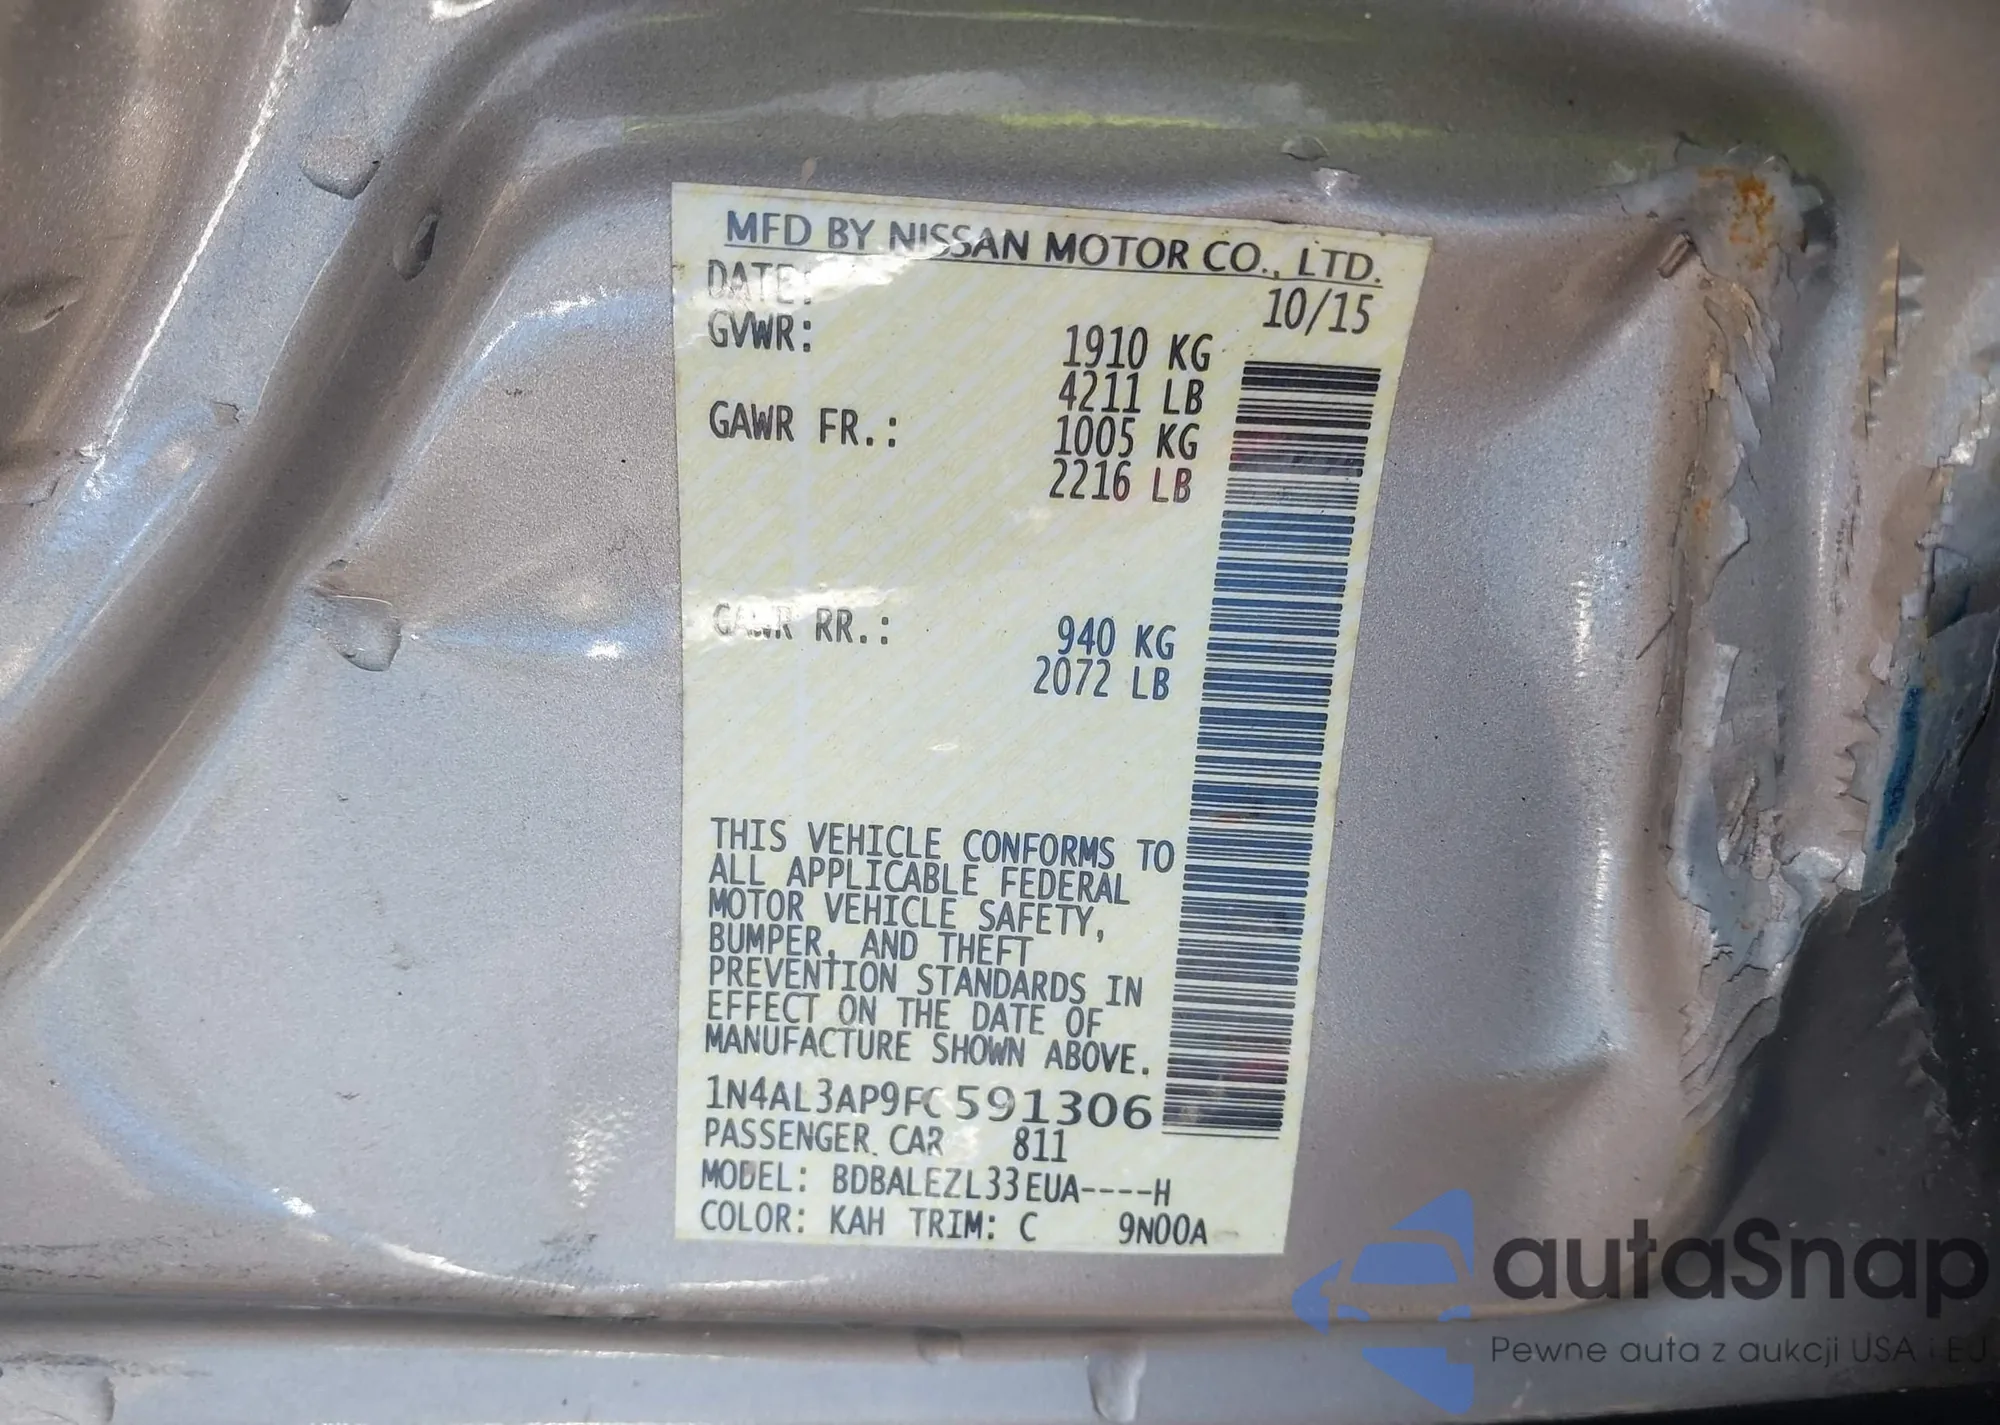 MFD BY NISSAN MOTOR CO., LTD.
DATE: 10/15
GVWR: 1910 KG
4211 LB
GAWR FR.: 1005 KG
2216 LB
GAWR RR.: 940 KG
2072 LB
THIS VEHICLE CONFORMS TO
ALL APPLICABLE FEDERAL
MOTOR VEHICLE SAFETY,
BUMPER, AND THEFT
PREVENTION STANDARDS IN
EFFECT ON THE DATE OF
MANUFACTURE SHOWN ABOVE.
1N4AL3AP9FC591306
PASSENGER CAR 811
MODEL: BDBALEZL33EUA----H
COLOR: KAH TRIM: C 9N00A
autaSnap
Pewne auta z aukcji USA i EU